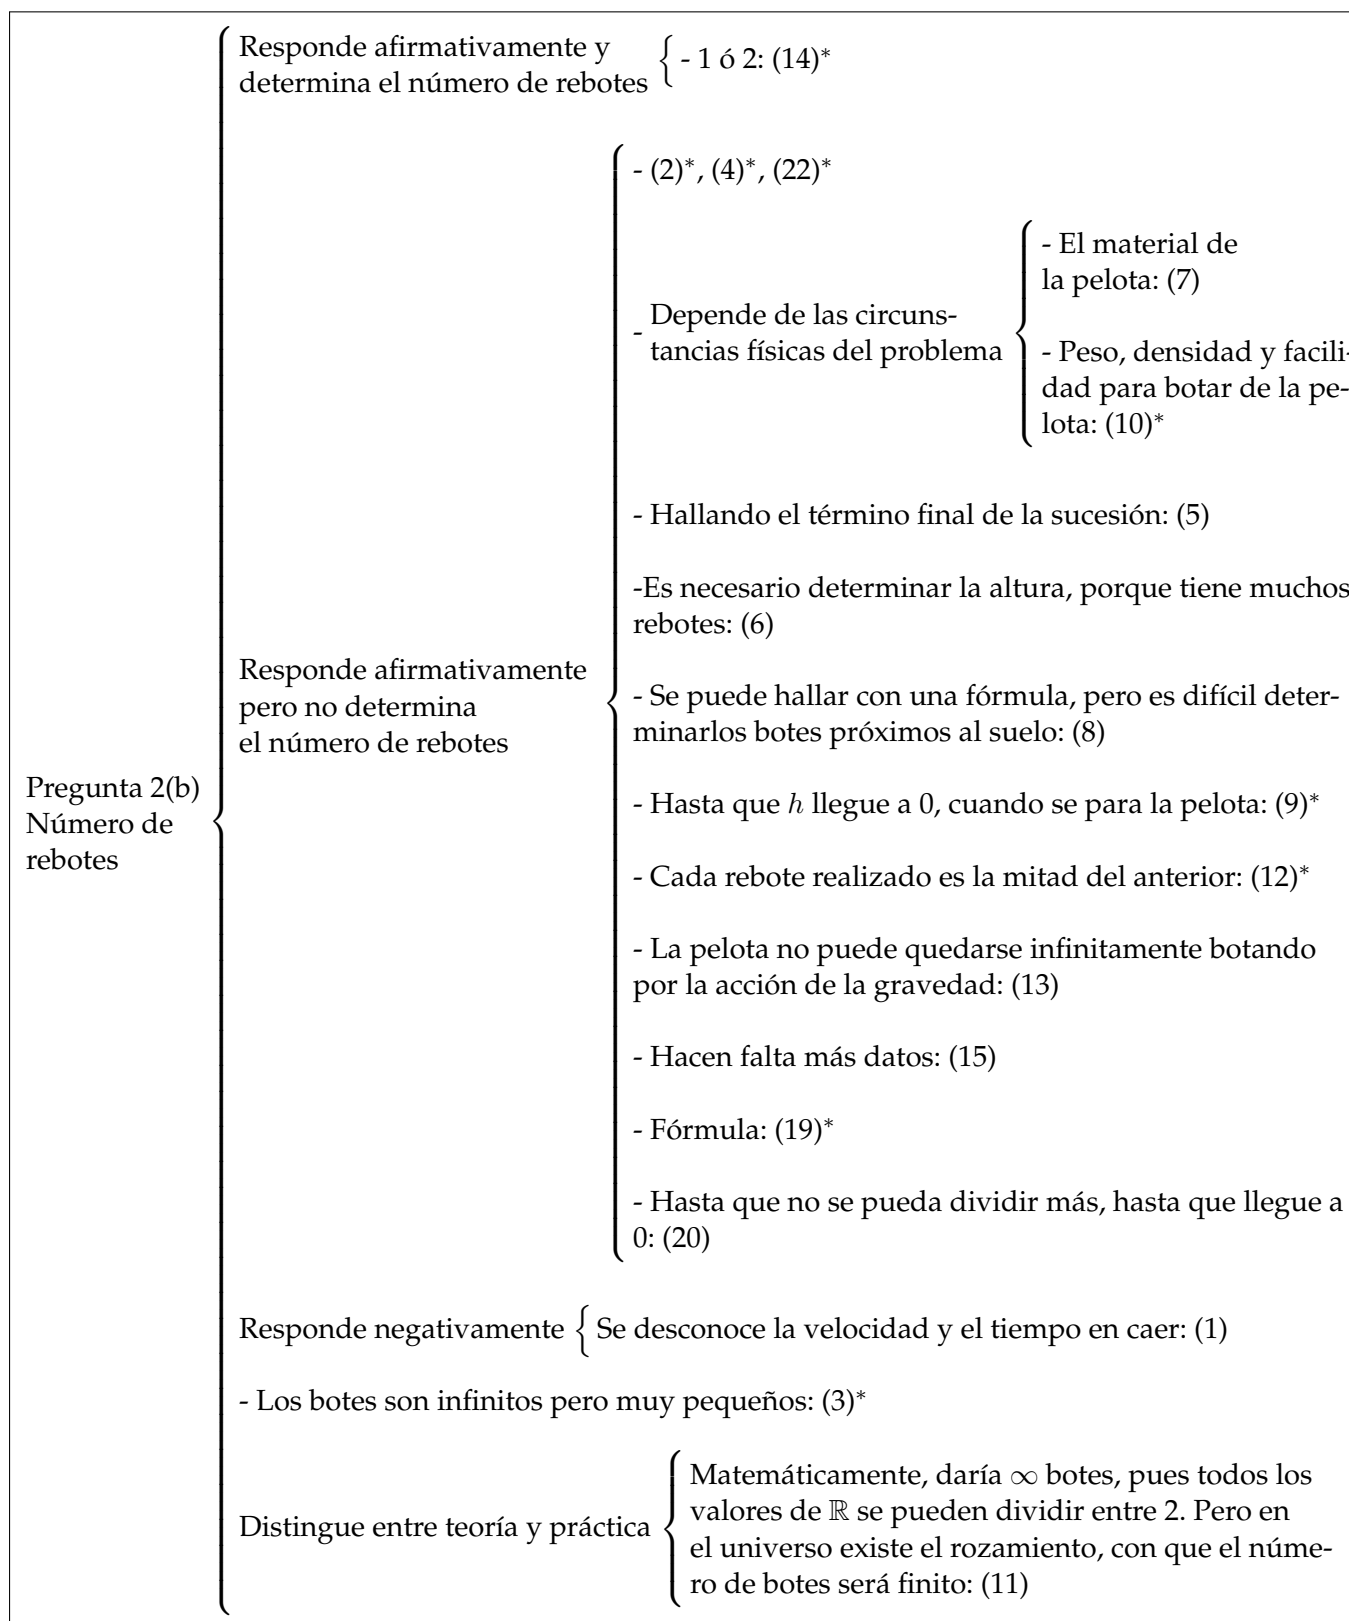 Responde afirmativamente y
determina el número de rebotes
- 1 ó 2: (14)*
- (2)*, (4)*, (22)*
- Depende de las circuns-
tancias físicas del problema
- El material de
la pelota: (7)
- Peso, densidad y facili-
dad para botar de la pe-
lota: (10)*
- Hallando el término final de la sucesión: (5)
-Es necesario determinar la altura, porque tiene muchos
rebotes: (6)
Responde afirmativamente
pero no determina
el número de rebotes
- Se puede hallar con una fórmula, pero es difícil deter-
minarlos botes próximos al suelo: (8)
Pregunta 2(b)
Número de
rebotes
- Hasta que h llegue a 0, cuando se para la pelota: (9)*
- Cada rebote realizado es la mitad del anterior: (12)*
- La pelota no puede quedarse infinitamente botando
por la acción de la gravedad: (13)
- Hacen falta más datos: (15)
- Fórmula: (19)*
- Hasta que no se pueda dividir más, hasta que llegue a
0: (20)
Responde negativamente { Se desconoce la velocidad y el tiempo en caer: (1)
- Los botes son infinitos pero muy pequeños: (3)*
Distingue entre teoría y práctica
Matemáticamente, daría ∞ botes, pues todos los
valores de ℝ se pueden dividir entre 2. Pero en
el universo existe el rozamiento, con que el núme-
ro de botes será finito: (11)